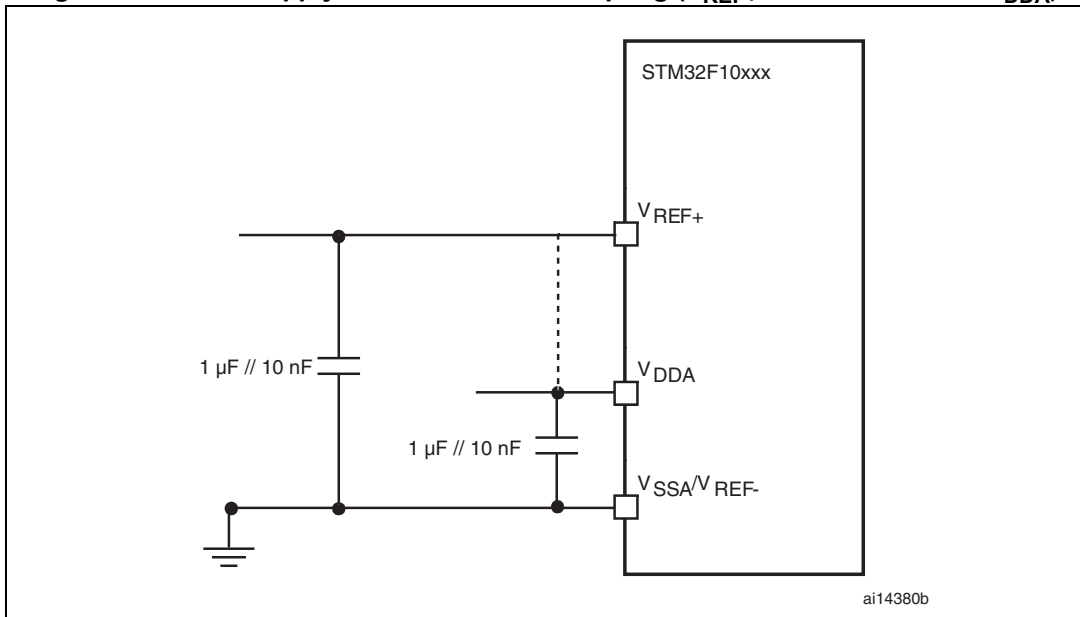 STM32F10xxx
VREF+
1 µF // 10 nF
VDDA
1 µF // 10 nF
VSSA/VREF-
ai14380b